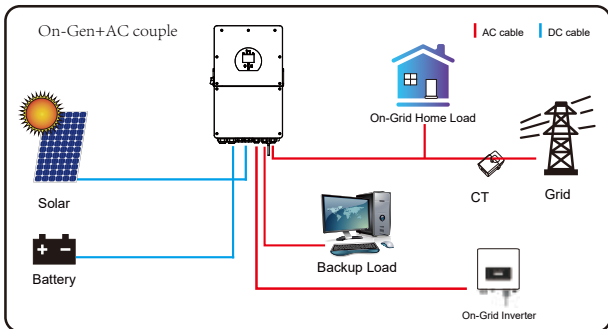 On-Gen+AC couple
AC cable
DC cable
On-Grid Home Load
CT
Grid
Solar
Backup Load
Battery
On-Grid Inverter